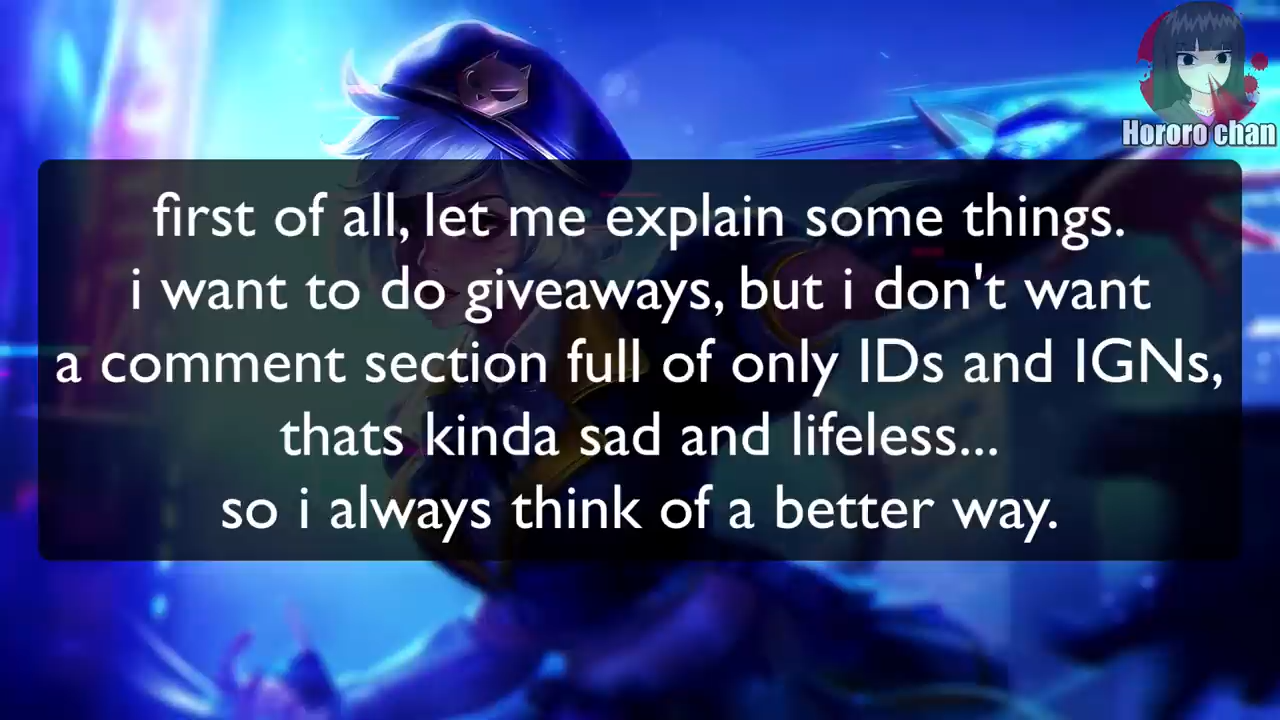 Hororo chan
first of all, let me explain some things.
i want to do giveaways, but i don't want
a comment section full of only IDs and IGNs,
thats kinda sad and lifeless...
so i always think of a better way.